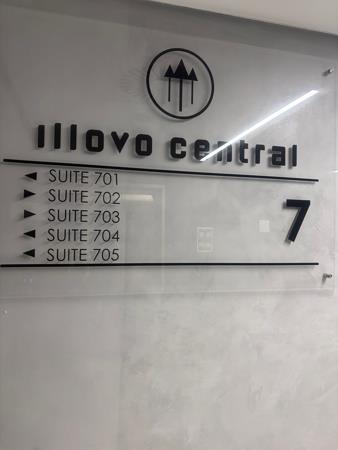 illovo central
◄ SUITE 701
► SUITE 702
► SUITE 703
◄ SUITE 704
◄ SUITE 705
7